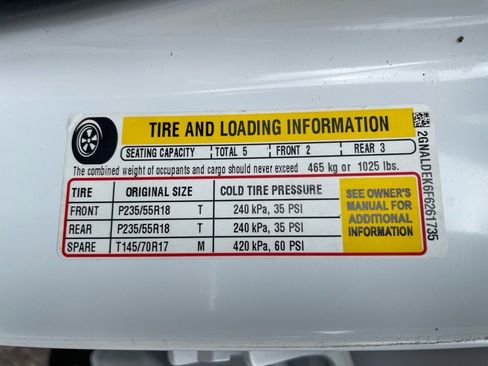 TIRE AND LOADING INFORMATION
SEATING CAPACITY TOTAL 5 FRONT 2 REAR 3
The combined weight of occupants and cargo should never exceed 465 kg or 1025 lbs.
TIRE ORIGINAL SIZE COLD TIRE PRESSURE
FRONT P235/55R18 T 240 kPa, 35 PSI
REAR P235/55R18 T 240 kPa, 35 PSI
SPARE T145/70R17 M 420 kPa, 60 PSI
SEE OWNER'S
MANUAL FOR
ADDITIONAL
INFORMATION
2GNALDEK6F6261735